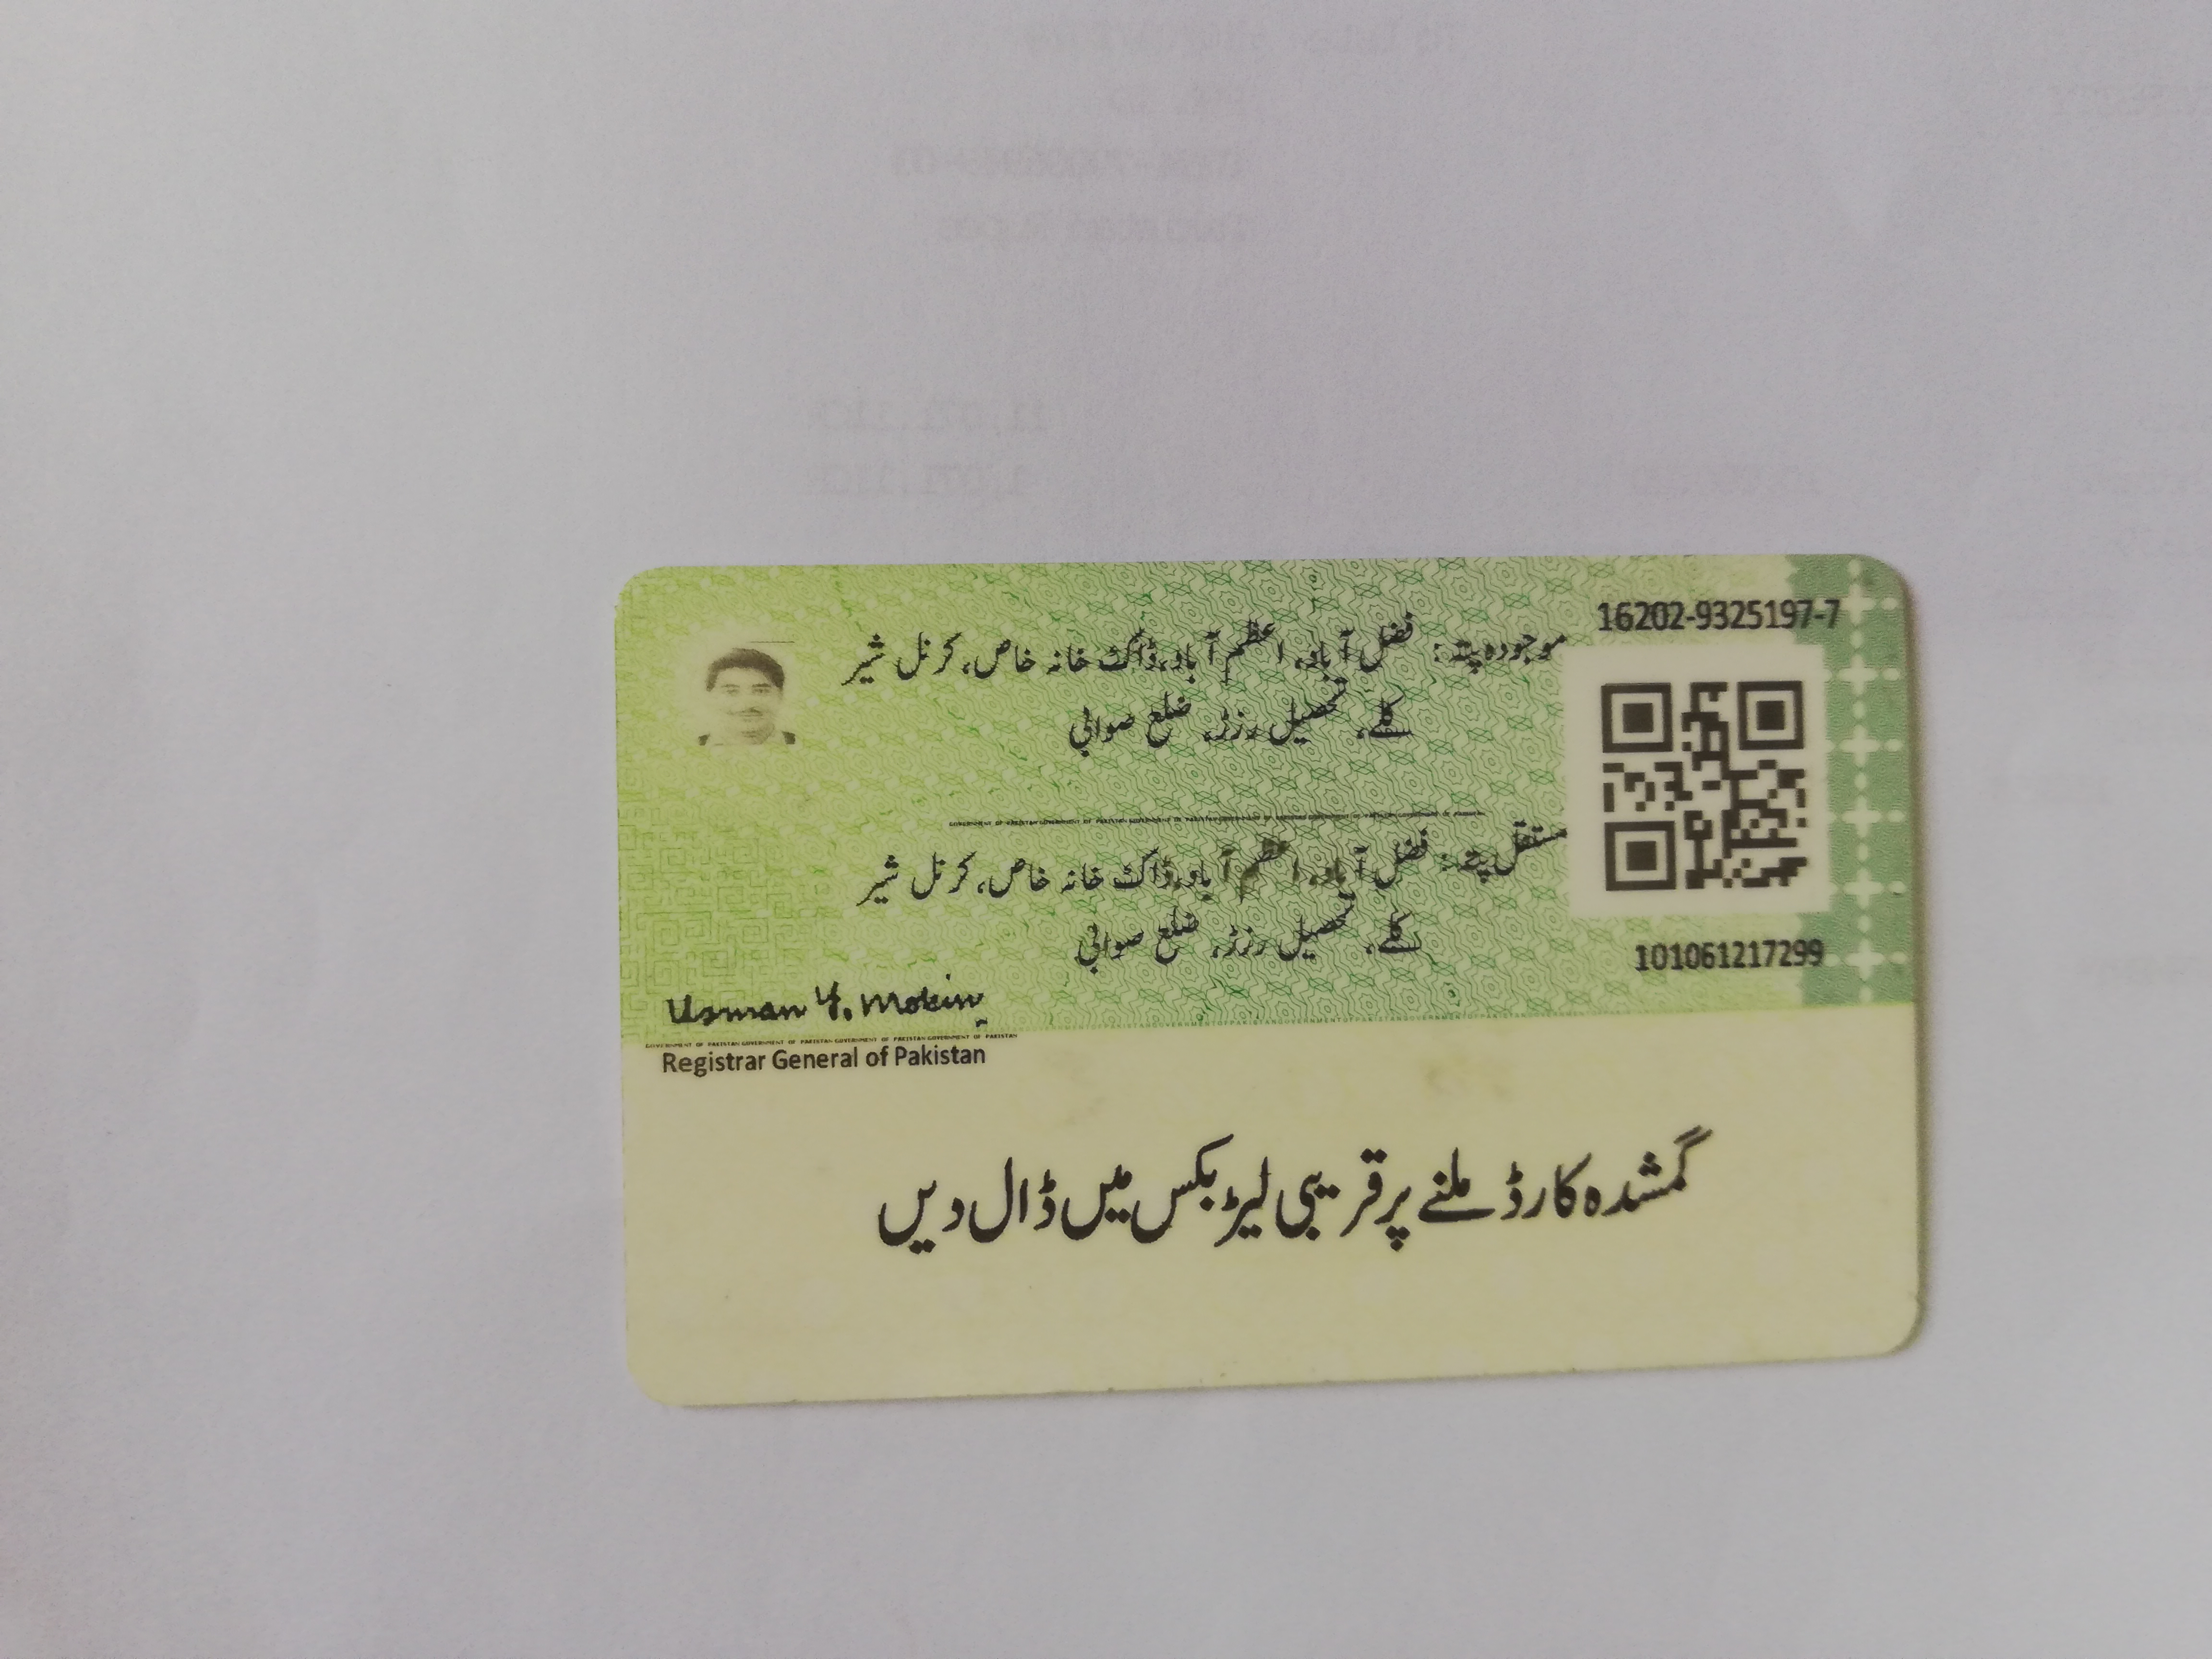 16202-9325197-7
موجودہ پتہ: فضل آباد، اعظم آباد، ڈاک خانہ خاص، کرنل شیر
کلے، تحصیل رزڑ، ضلع صوابی
مستقل پتہ: فضل آباد، اعظم آباد، ڈاک خانہ خاص، کرنل شیر
کلے، تحصیل رزڑ، ضلع صوابی
101061217299
Usman Y. Mobin
Registrar General of Pakistan
گمشدہ کارڈ ملنے پر قریبی لیٹر بکس میں ڈال دیں